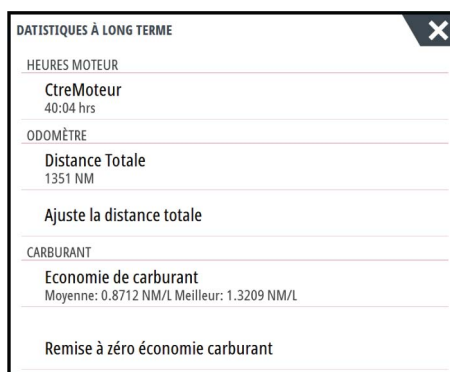 DATISTIQUES À LONG TERME
HEURES MOTEUR
CtreMoteur
40:04 hrs
ODOMÈTRE
Distance Totale
1351 NM
Ajuste la distance totale
CARBURANT
Economie de carburant
Moyenne: 0.8712 NM/L Meilleur: 1.3209 NM/L
Remise à zéro économie carburant